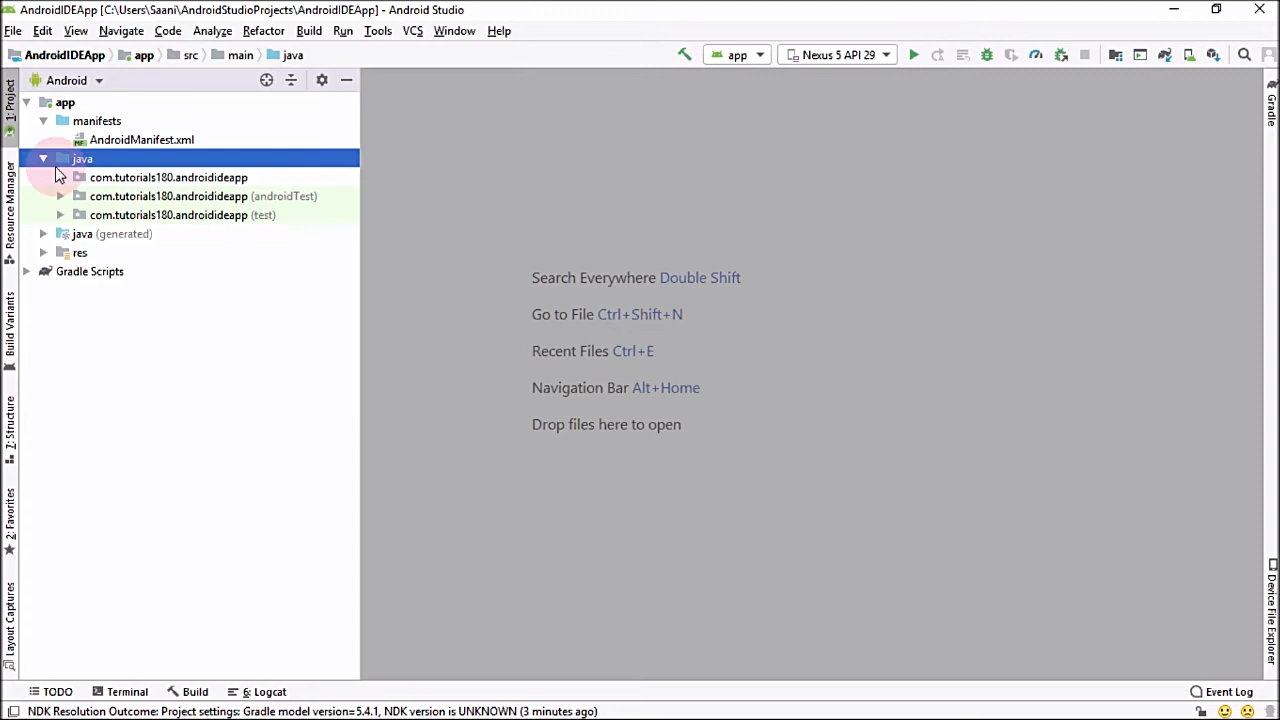 AndroidIDEApp [C:\Users\Saani\AndroidStudioProjects\AndroidIDEApp] - Android Studio
File Edit View Navigate Code Analyze Refactor Build Run Tools VCS Window Help
AndroidIDEApp app src main java app Nexus 5 API 29
Android
1: Project
Resource Manager
Build Variants
7: Structure
2: Favorites
Layout Captures
app
manifests
AndroidManifest.xml
java
com.tutorials180.androidideapp
com.tutorials180.androidideapp (androidTest)
com.tutorials180.androidideapp (test)
java (generated)
res
Gradle Scripts
Search Everywhere Double Shift
Go to File Ctrl+Shift+N
Recent Files Ctrl+E
Navigation Bar Alt+Home
Drop files here to open
Gradle
Device File Explorer
TODO Terminal Build 6: Logcat Event Log
NDK Resolution Outcome: Project settings: Gradle model version=5.4.1, NDK version is UNKNOWN (3 minutes ago)